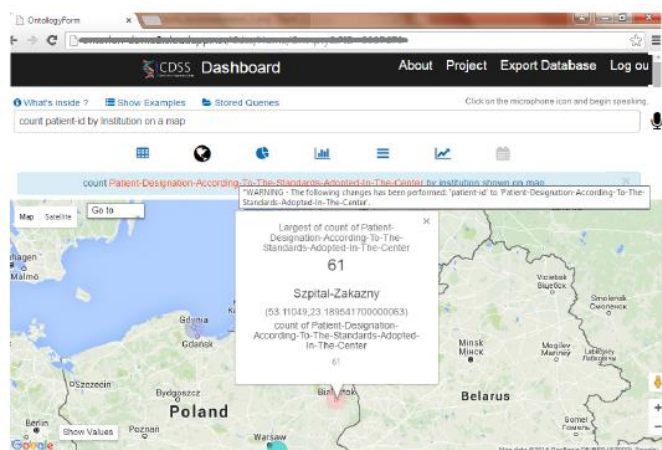 OntologyForm
CDSS Dashboard
About Project Export Database Log ou
What's inside ? Show Examples Stored Queries
Click on the microphone icon and begin speaking.
count patient-id by Institution on a map
count Patient-Designation-According-To-The-Standards-Adopted-In-The-Center by institution shown on map
"WARNING - The following changes has been performed: 'patient-id' to 'Patient-Designation-According-To-The-
Standards-Adopted-In-The-Center'.
Map Satellite
Go to
Largest of count of Patient-
Designation-According-To-The-
Standards-Adopted-In-The-Center
61
Szpital-Zakazny
(53.11049,23.189541700000063)
count of Patient-Designation-
According-To-The-Standards-Adopted-
In-The-Center
61
hagen
Malmö
Gdynia
Gdańsk
Szczecin
Bydgoszcz
Poland
Berlin
Poznań
Warsaw
Show Values
Google
Viciebsk
Віцебск
Smolensk
Смоленск
Minsk
Мінск
Mogilev
Belarus
Gomel